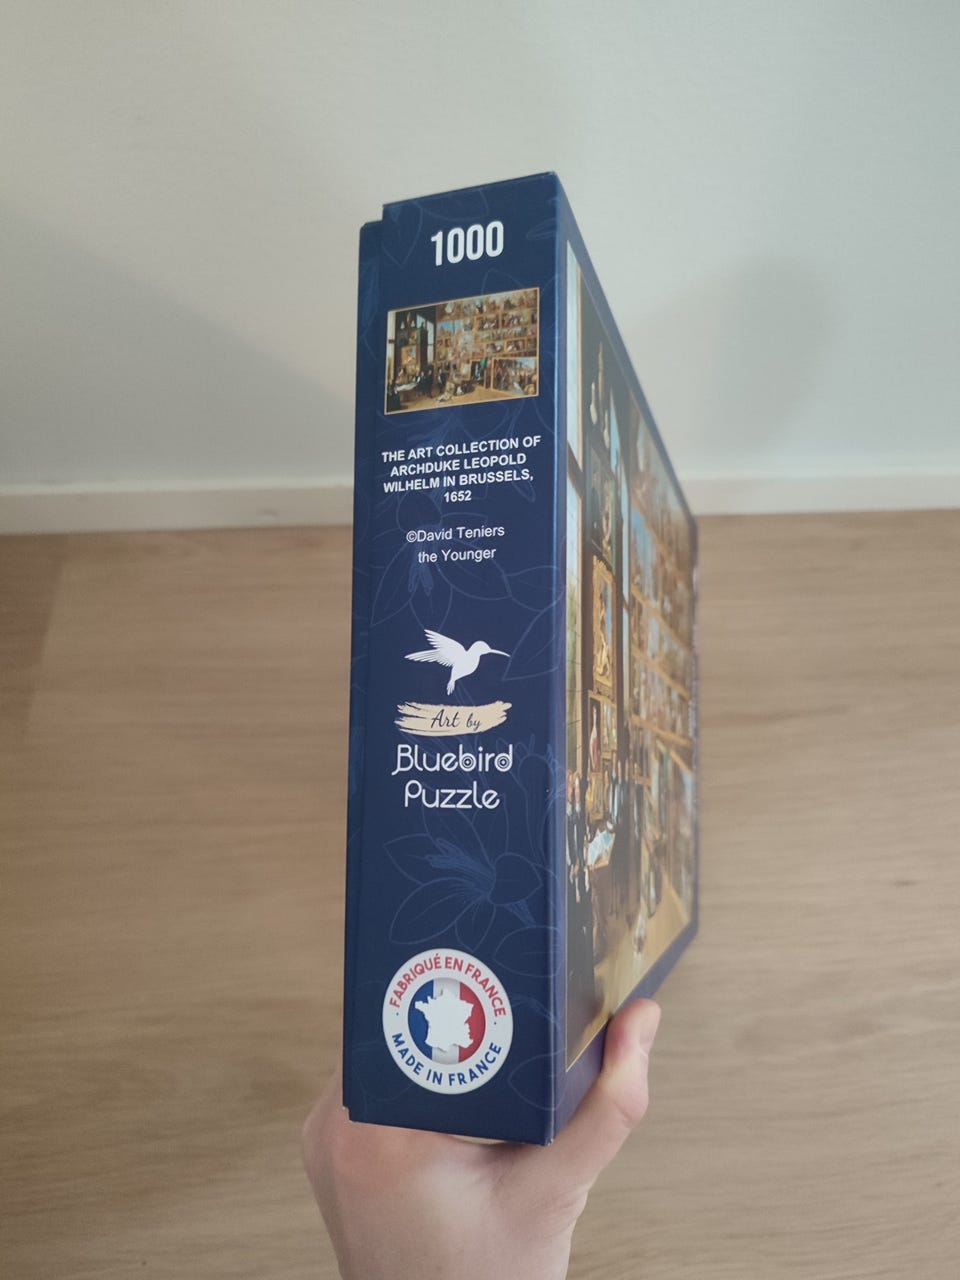 1000
THE ART COLLECTION OF
ARCHDUKE LEOPOLD
WILHELM IN BRUSSELS,
1652
©David Teniers
the Younger
Art by
Bluebird
Puzzle
· FABRIQUÉ EN FRANCE ·
MADE IN FRANCE